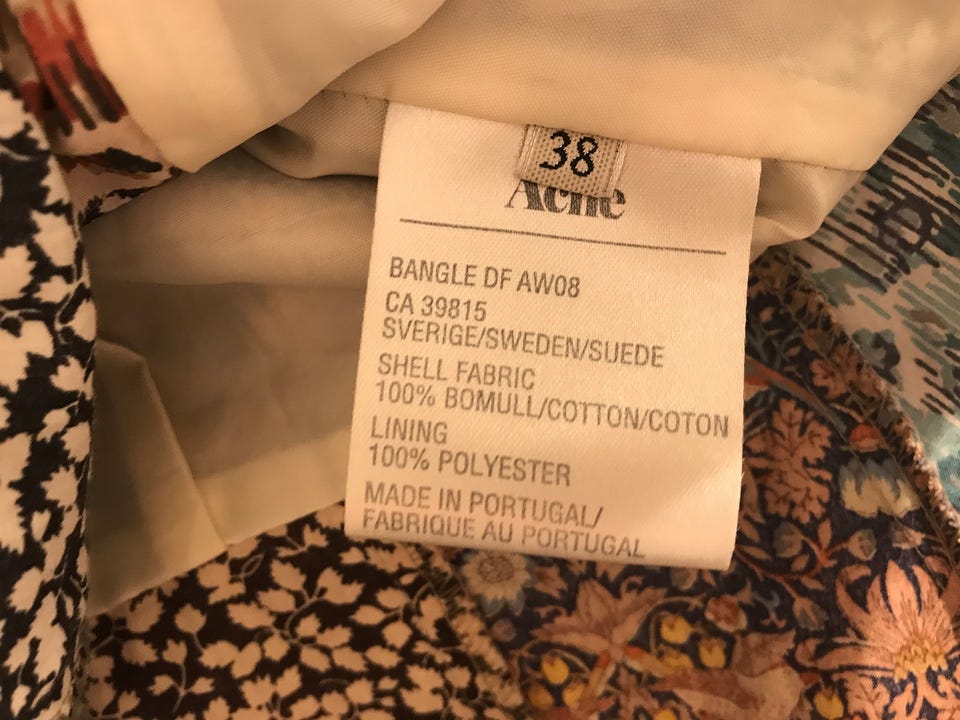 38
Acne
BANGLE DF AW08
CA 39815
SVERIGE/SWEDEN/SUEDE
SHELL FABRIC
100% BOMULL/COTTON/COTON
LINING
100% POLYESTER
MADE IN PORTUGAL/
FABRIQUE AU PORTUGAL